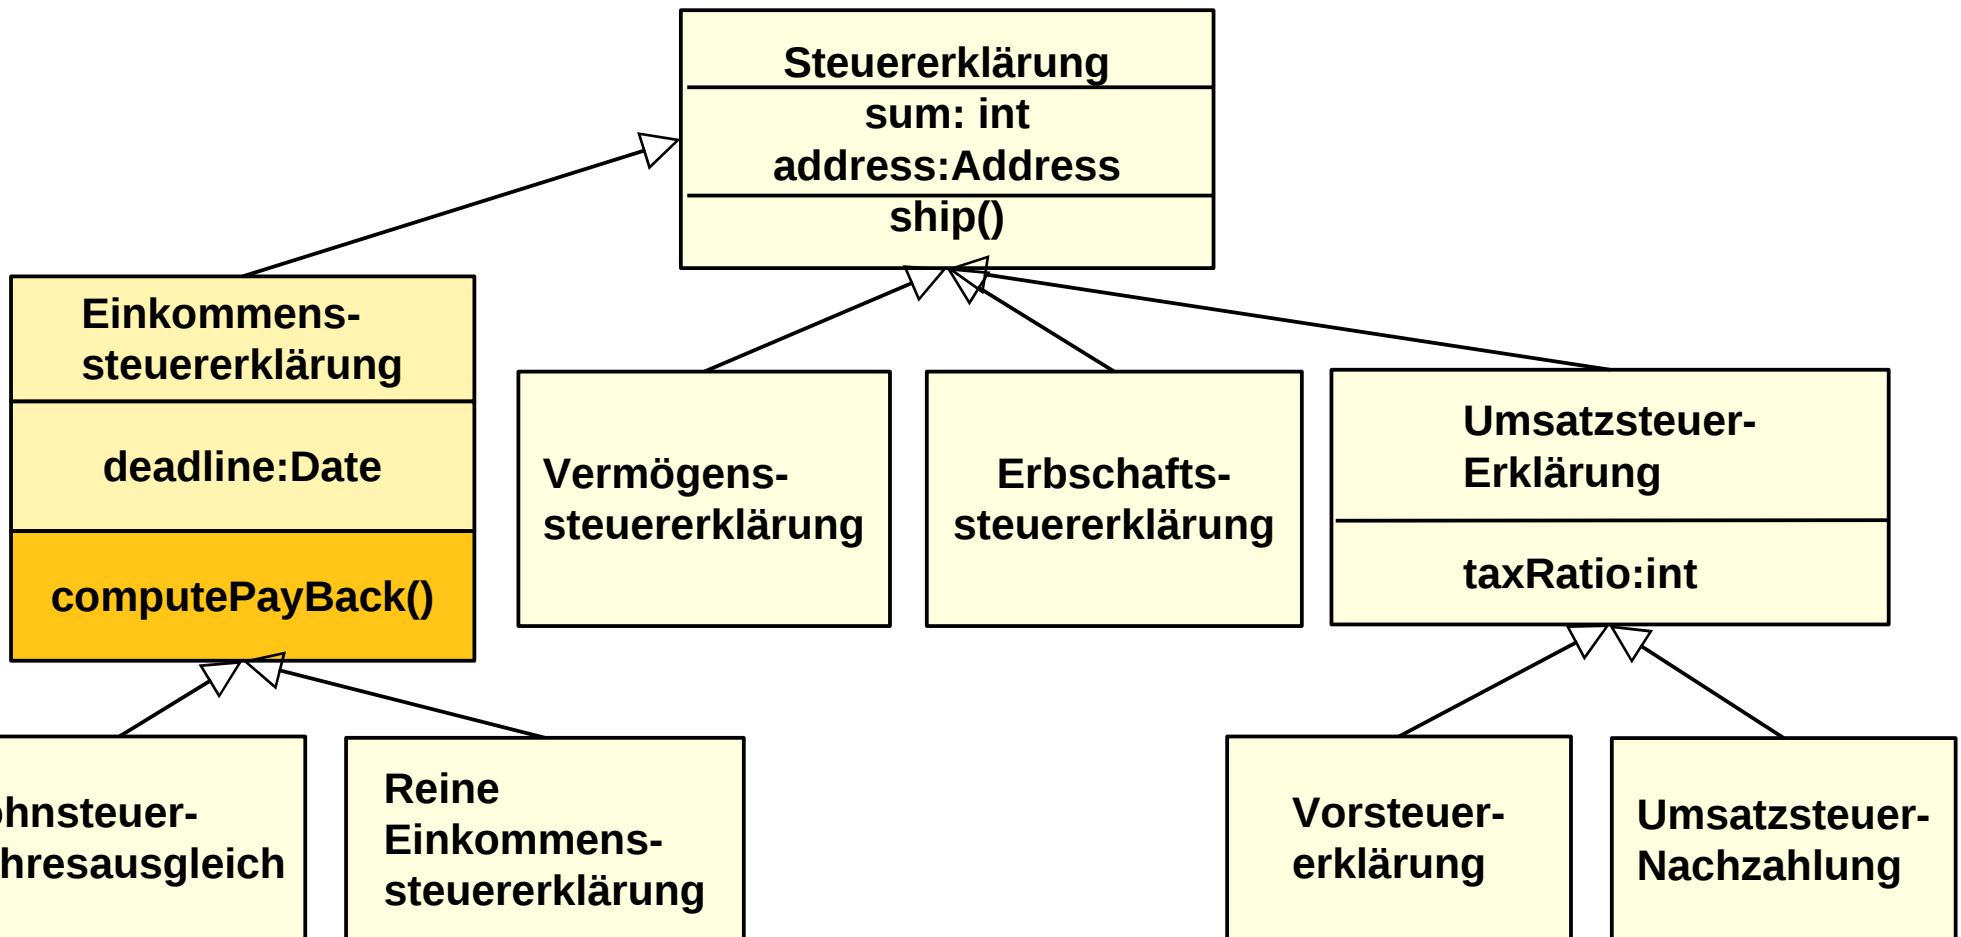 Steuererklärung
sum: int
address:Address
ship()
Einkommens-
steuererklärung
deadline:Date
computePayBack()
Vermögens-
steuererklärung
Erbschafts-
steuererklärung
Umsatzsteuer-
Erklärung
taxRatio:int
Reine
Einkommens-
steuererklärung
Vorsteuer-
erklärung
Umsatzsteuer-
Nachzahlung